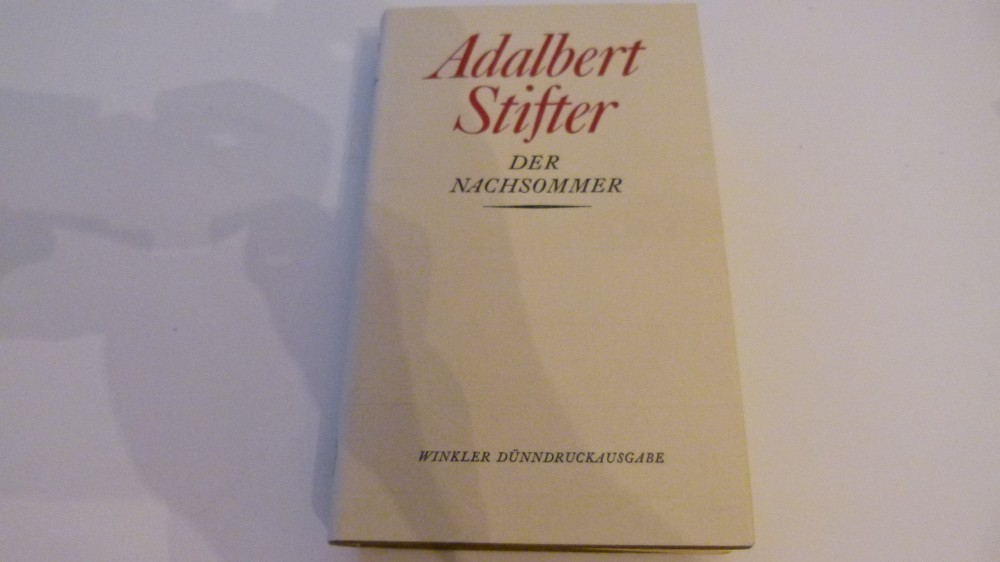 Adalbert
Stifter
DER
NACHSOMMER
WINKLER DÜNNDRUCKAUSGABE